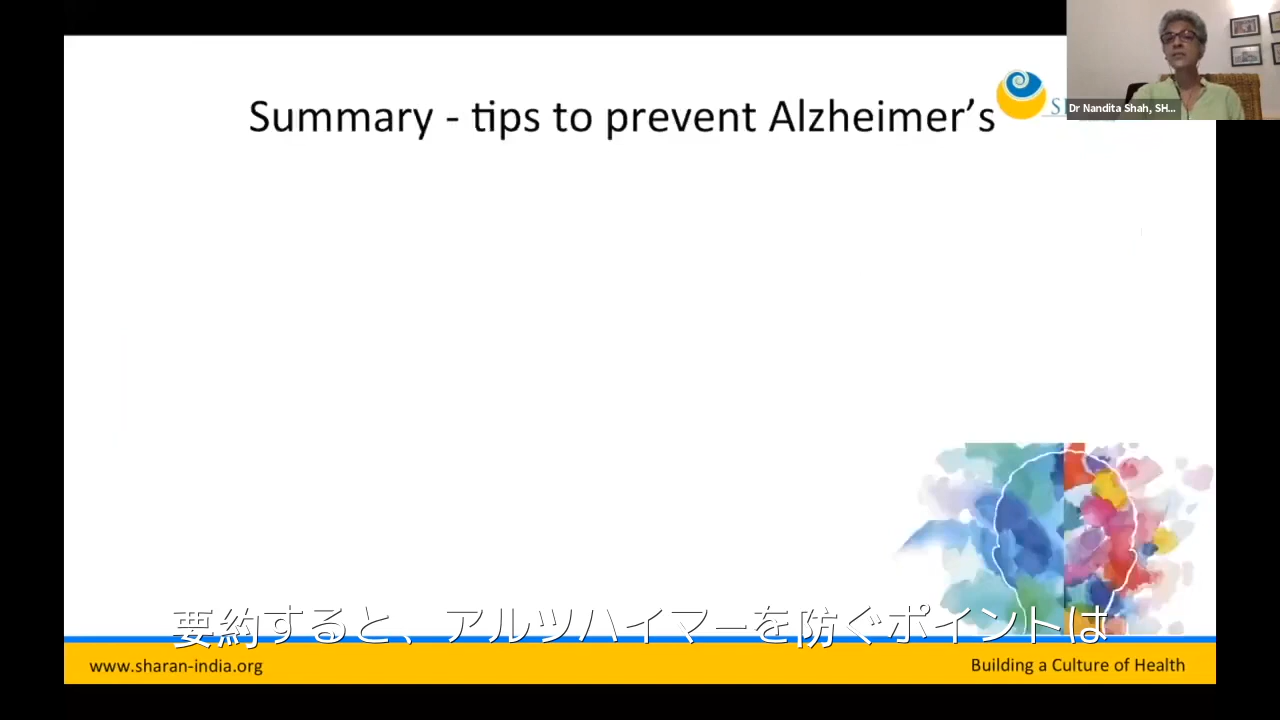 Summary - tips to prevent Alzheimer's
Dr Nandita Shah, SH...
要約すると、アルツハイマーを防ぐポイントは
www.sharan-india.org
Building a Culture of Health